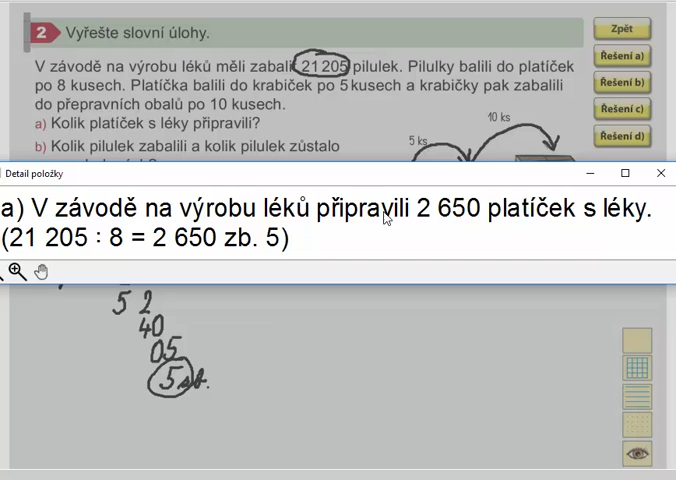 2 Vyřešte slovní úlohy.
Zpět
V závodě na výrobu léků měli zabalit 21 205 pilulek. Pilulky balili do platíček
po 8 kusech. Platíčka balili do krabiček po 5 kusech a krabičky pak zabalili
do přepravních obalů po 10 kusech.
a) Kolik platíček s léky připravili?
b) Kolik pilulek zabalili a kolik pilulek zůstalo
5 ks
10 ks
Řešení a)
Řešení b)
Řešení c)
Řešení d)
Detail položky
a) V závodě na výrobu léků připravili 2 650 platíček s léky.
(21 205 : 8 = 2 650 zb. 5)
5 2
40
05
5 zb.